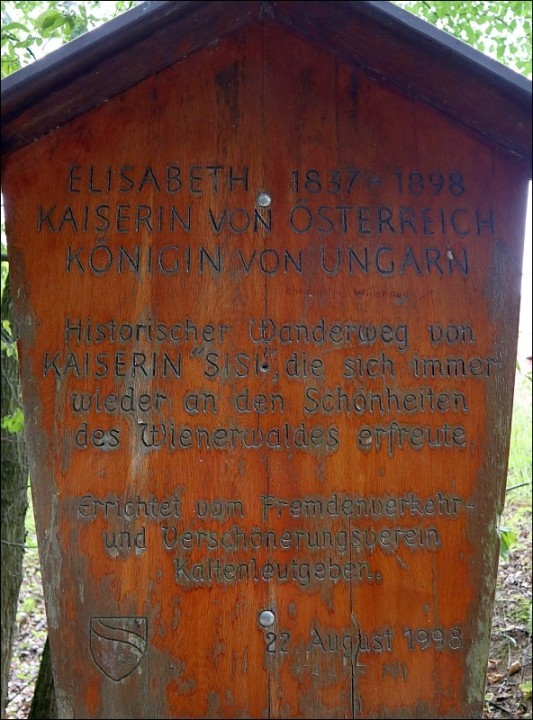 ELISABETH 1837 - 1898
KAISERIN VON ÖSTERREICH
KÖNIGIN VON UNGARN
Historischer Wanderweg von
KAISERIN "SISI", die sich immer
wieder an den Schönheiten
des Wienerwaldes erfreute.
Errichtet vom Fremdenverkehr-
und Verschönerungsverein
Kaltenleutgeben.
22. August 1998